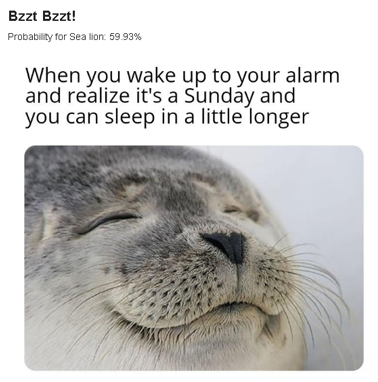 Bzzt Bzzt!
Probability for Sea lion: 59.93%
When you wake up to your alarm
and realize it's a Sunday and
you can sleep in a little longer